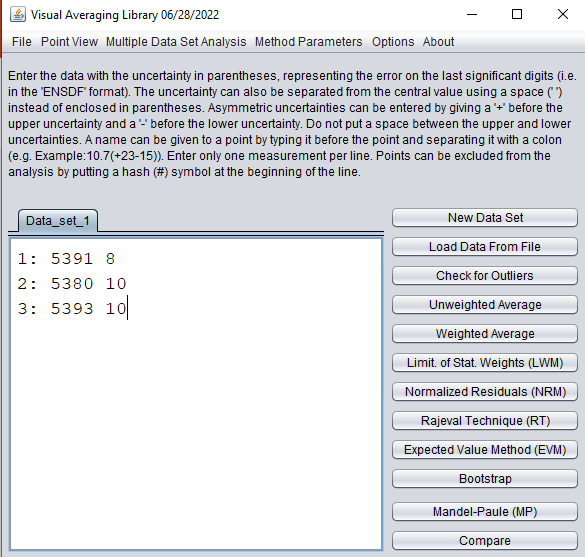 Visual Averaging Library 06/28/2022
File Point View Multiple Data Set Analysis Method Parameters Options About
Enter the data with the uncertainty in parentheses, representing the error on the last significant digits (i.e.
in the 'ENSDF' format). The uncertainty can also be separated from the central value using a space (' ')
instead of enclosed in parentheses. Asymmetric uncertainties can be entered by giving a '+' before the
upper uncertainty and a '-' before the lower uncertainty. Do not put a space between the upper and lower
uncertainties. A name can be given to a point by typing it before the point and separating it with a colon
(e.g. Example:10.7(+23-15)). Enter only one measurement per line. Points can be excluded from the
analysis by putting a hash (#) symbol at the beginning of the line.
Data_set_1
1: 5391 8
2: 5380 10
3: 5393 10
New Data Set
Load Data From File
Check for Outliers
Unweighted Average
Weighted Average
Limit. of Stat. Weights (LWM)
Normalized Residuals (NRM)
Rajeval Technique (RT)
Expected Value Method (EVM)
Bootstrap
Mandel-Paule (MP)
Compare